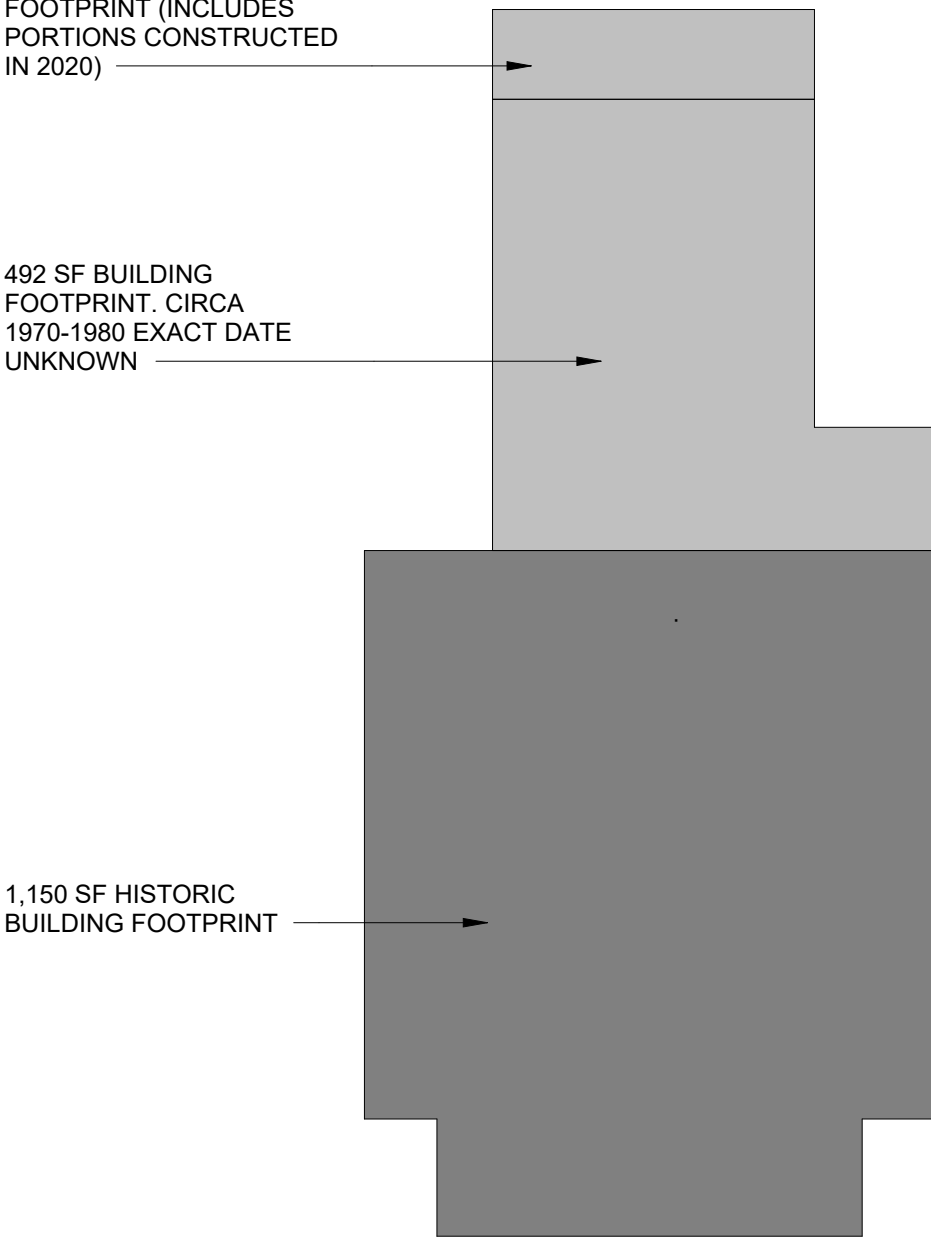 FOOTPRINT (INCLUDES
PORTIONS CONSTRUCTED
IN 2020)
492 SF BUILDING
FOOTPRINT. CIRCA
1970-1980 EXACT DATE
UNKNOWN
1,150 SF HISTORIC
BUILDING FOOTPRINT